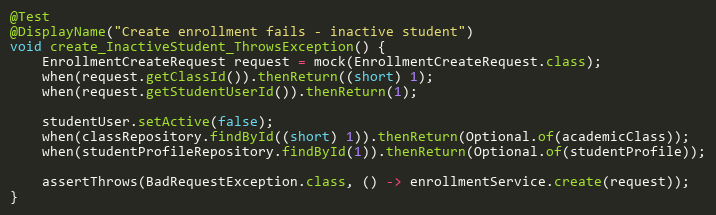 @Test
@DisplayName("Create enrollment fails - inactive student")
void create_InactiveStudent_ThrowsException() {
    EnrollmentCreateRequest request = mock(EnrollmentCreateRequest.class);
    when(request.getClassId()).thenReturn((short) 1);
    when(request.getStudentUserId()).thenReturn(1);

    studentUser.setActive(false);
    when(classRepository.findById((short) 1)).thenReturn(Optional.of(academicClass));
    when(studentProfileRepository.findById(1)).thenReturn(Optional.of(studentProfile));

    assertThrows(BadRequestException.class, () -> enrollmentService.create(request));
}